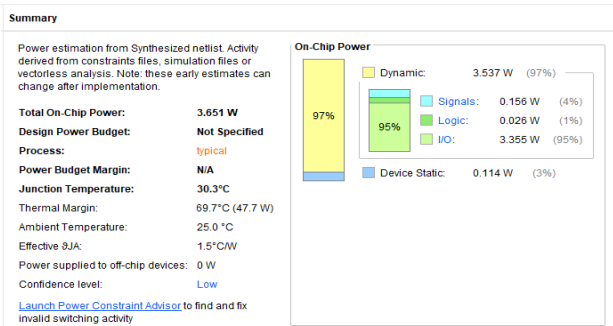 Summary
Power estimation from Synthesized netlist. Activity
derived from constraints files, simulation files or
vectorless analysis. Note: these early estimates can
change after implementation.
Total On-Chip Power: 3.651 W
Design Power Budget: Not Specified
Process: typical
Power Budget Margin: N/A
Junction Temperature: 30.3°C
Thermal Margin: 69.7°C (47.7 W)
Ambient Temperature: 25.0 °C
Effective ϑJA: 1.5°C/W
Power supplied to off-chip devices: 0 W
Confidence level: Low
Launch Power Constraint Advisor to find and fix
invalid switching activity
On-Chip Power
97%
Dynamic: 3.537 W (97%)
95%
Signals: 0.156 W (4%)
Logic: 0.026 W (1%)
I/O: 3.355 W (95%)
Device Static: 0.114 W (3%)